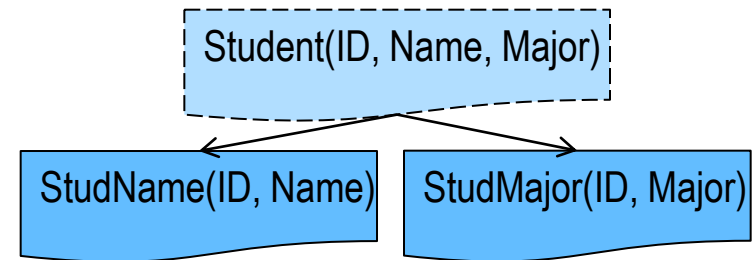 Student(ID, Name, Major)
StudName(ID, Name)
StudMajor(ID, Major)